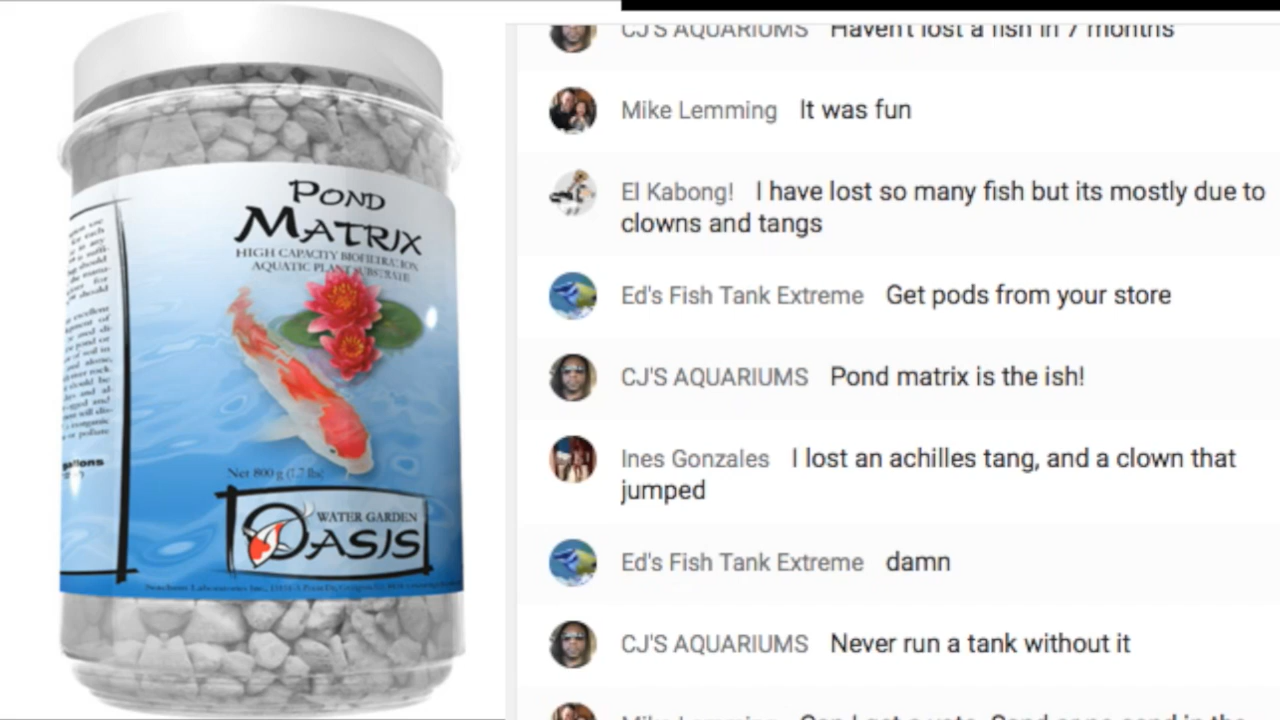 POND
MATRIX
HIGH CAPACITY BIOFILTRATION
AQUATIC PLANT SUBSTRATE
Net 800 g (1.7 lbs)
WATER GARDEN
OASIS
gallons
CJ'S AQUARIUMS Haven't lost a fish in 7 months
Mike Lemming It was fun
El Kabong! I have lost so many fish but its mostly due to
clowns and tangs
Ed's Fish Tank Extreme Get pods from your store
CJ'S AQUARIUMS Pond matrix is the ish!
Ines Gonzales I lost an achilles tang, and a clown that
jumped
Ed's Fish Tank Extreme damn
CJ'S AQUARIUMS Never run a tank without it
Mike Lemming